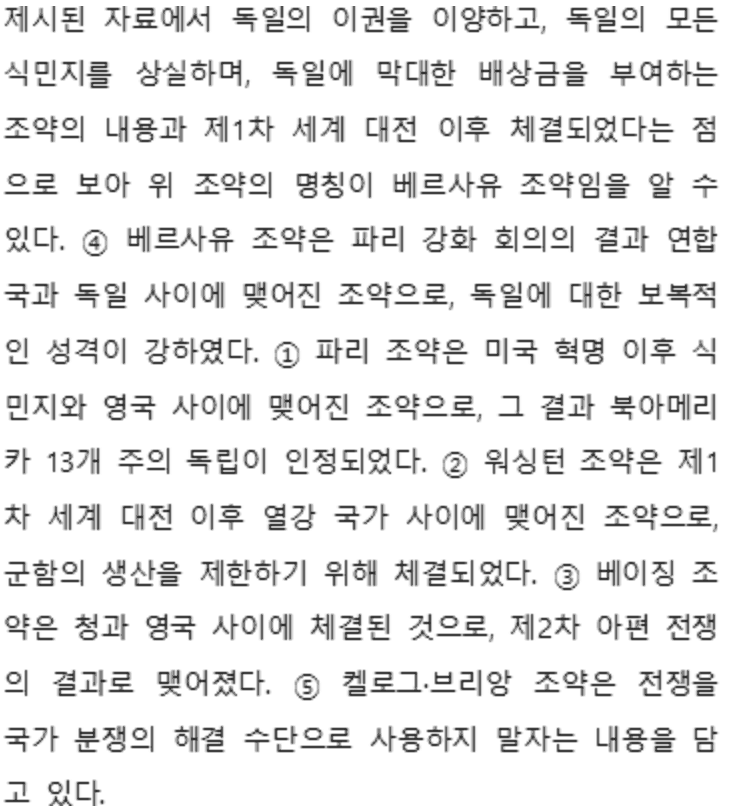 제시된 자료에서 독일의 이권을 이양하고, 독일의 모든
식민지를 상실하며, 독일에 막대한 배상금을 부여하는
조약의 내용과 제1차 세계 대전 이후 체결되었다는 점
으로 보아 위 조약의 명칭이 베르사유 조약임을 알 수
있다. ④ 베르사유 조약은 파리 강화 회의의 결과 연합
국과 독일 사이에 맺어진 조약으로, 독일에 대한 보복적
인 성격이 강하였다. ① 파리 조약은 미국 혁명 이후 식
민지와 영국 사이에 맺어진 조약으로, 그 결과 북아메리
카 13개 주의 독립이 인정되었다. ② 워싱턴 조약은 제1
차 세계 대전 이후 열강 국가 사이에 맺어진 조약으로,
군함의 생산을 제한하기 위해 체결되었다. ③ 베이징 조
약은 청과 영국 사이에 체결된 것으로, 제2차 아편 전쟁
의 결과로 맺어졌다. ⑤ 켈로그·브리앙 조약은 전쟁을
국가 분쟁의 해결 수단으로 사용하지 말자는 내용을 담
고 있다.